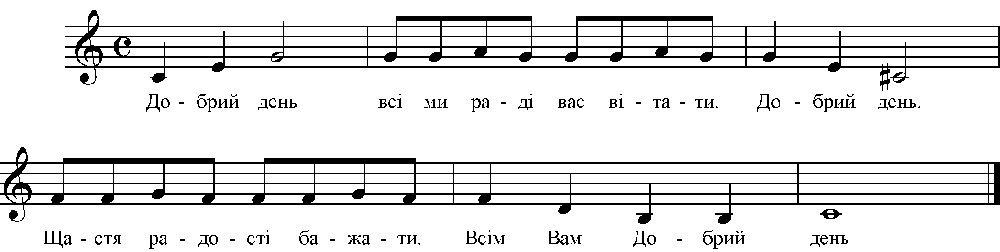 До - брий день всі ми ра - ді вас ві - та - ти. До - брий день.
Ща - стя ра - до - сті ба - жа - ти. Всім Вам До - брий день